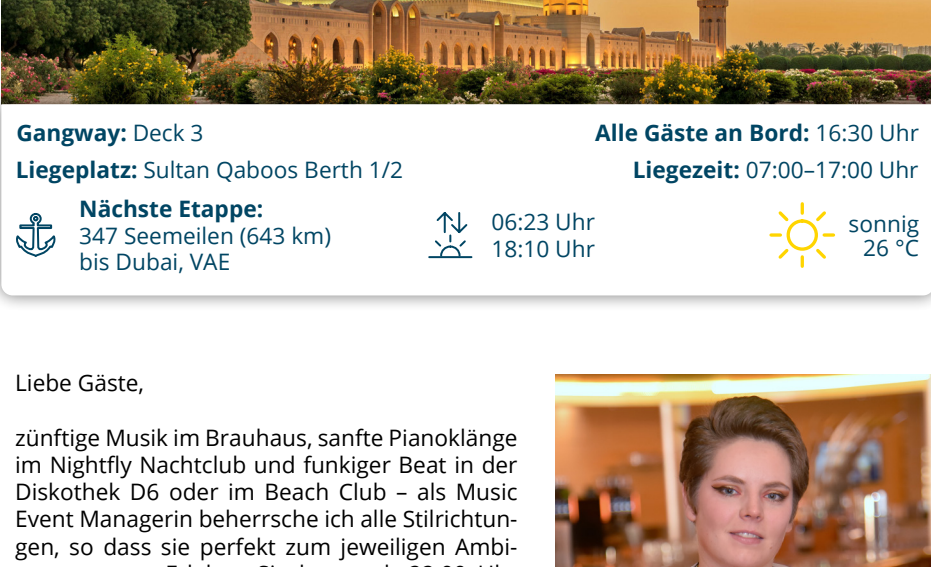 Gangway: Deck 3
Alle Gäste an Bord: 16:30 Uhr
Liegeplatz: Sultan Qaboos Berth 1/2
Liegezeit: 07:00–17:00 Uhr
Nächste Etappe:
347 Seemeilen (643 km)
bis Dubai, VAE
06:23 Uhr
18:10 Uhr
sonnig
26 °C
Liebe Gäste,
zünftige Musik im Brauhaus, sanfte Pianoklänge
im Nightfly Nachtclub und funkiger Beat in der
Diskothek D6 oder im Beach Club – als Music
Event Managerin beherrsche ich alle Stilrichtun-
gen, so dass sie perfekt zum jeweiligen Ambi-